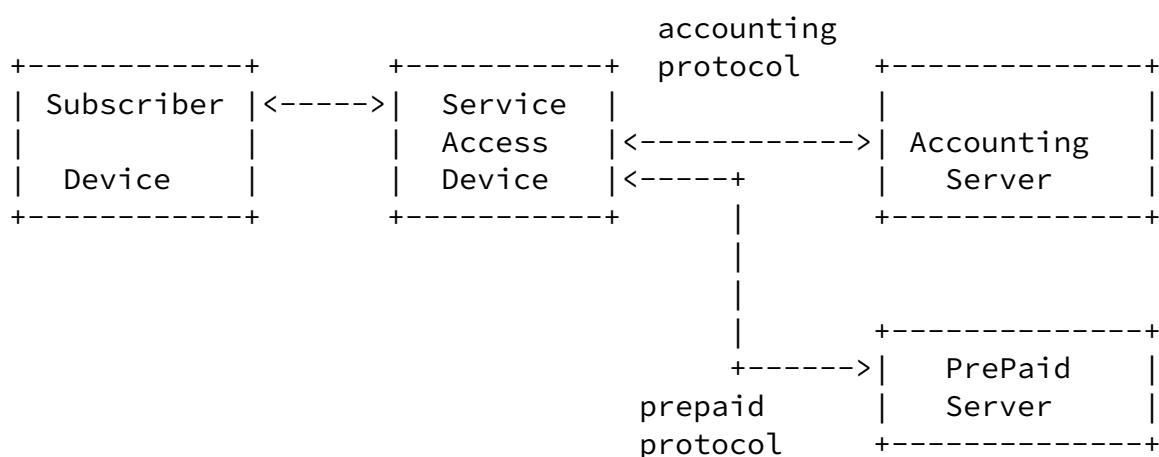 accounting
protocol
Subscriber
Device
Service
Access
Device
Accounting
Server
PrePaid
Server
prepaid
protocol